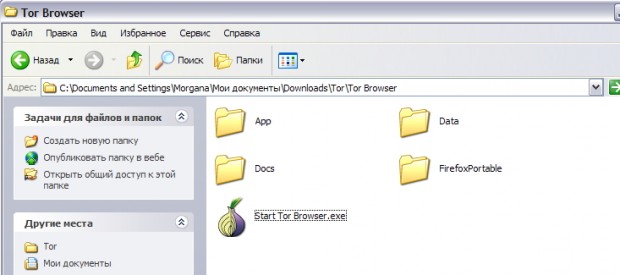 Tor Browser
Файл Правка Вид Избранное Сервис Справка
Назад Поиск Папки
Адрес: C:\Documents and Settings\Morgana\Мои документы\Downloads\Tor\Tor Browser
Задачи для файлов и папок
Создать новую папку
Опубликовать папку в вебе
Открыть общий доступ к этой
папке
Другие места
Tor
Мои документы
App Data
Docs FirefoxPortable
Start Tor Browser.exe